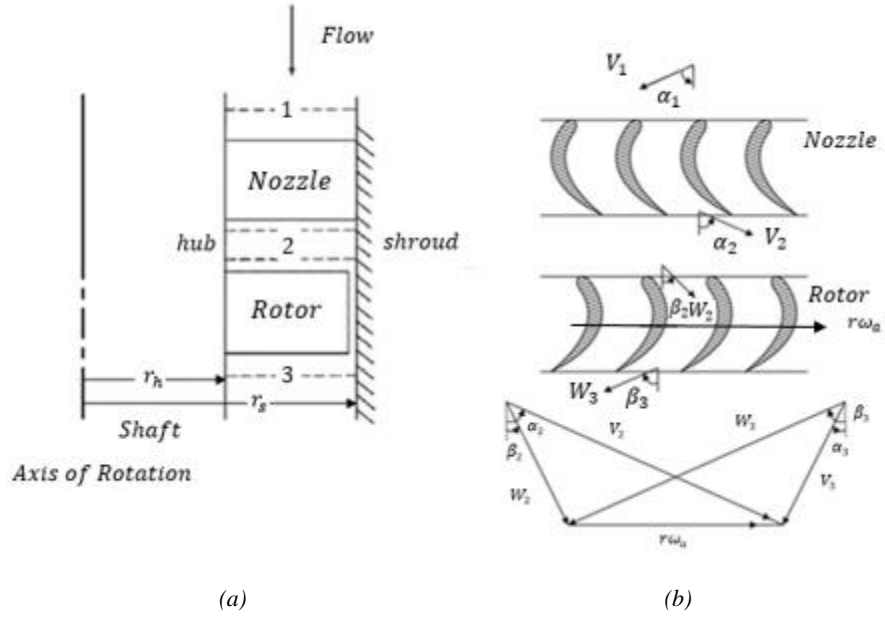 Flow
1
Nozzle
hub
2
shroud
Rotor
r_h
3
r_s
Shaft
Axis of Rotation
(a)
V_1
α_1
Nozzle
α_2
V_2
Rotor
β_2 W_2
rω_a
W_3
β_3
α_2
V_2
W_3
β_3
β_2
α_3
W_2
V_3
rω_a
(b)